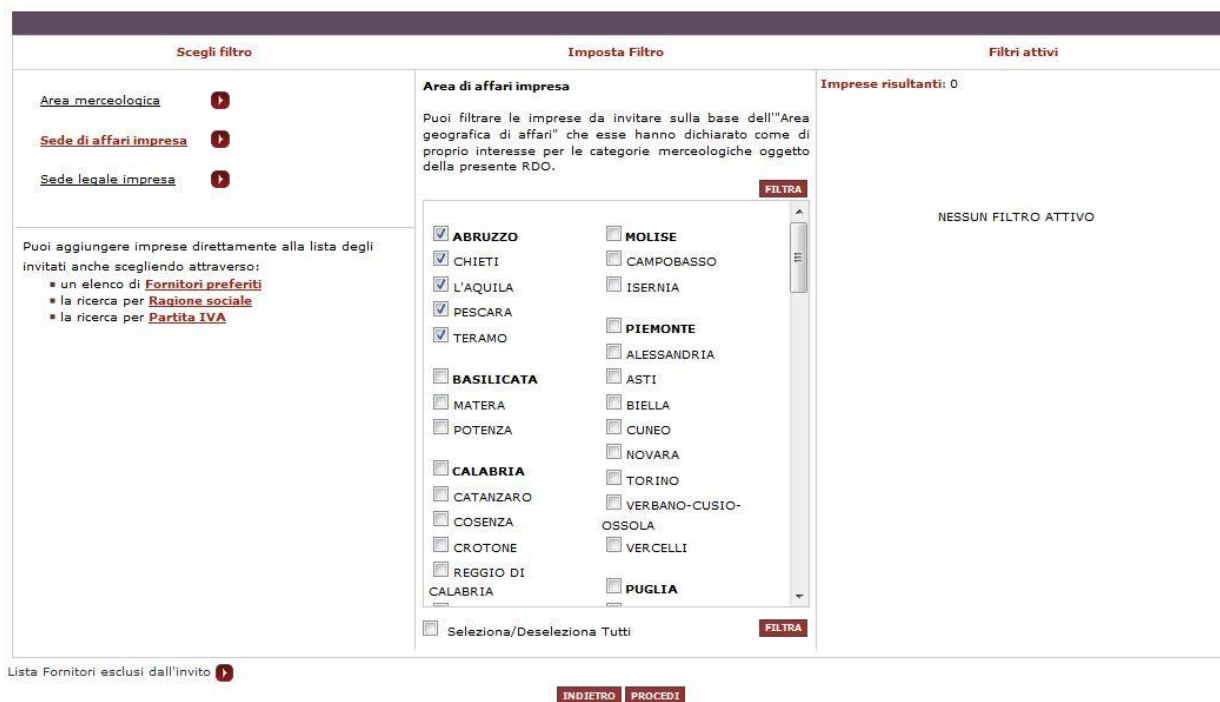 Scegli filtro
Imposta Filtro
Filtri attivi
Area merceologica
Sede di affari impresa
Sede legale impresa
Puoi aggiungere imprese direttamente alla lista degli
invitati anche scegliendo attraverso:
un elenco di Fornitori preferiti
la ricerca per Ragione sociale
la ricerca per Partita IVA
Area di affari impresa
Puoi filtrare le imprese da invitare sulla base dell'"Area
geografica di affari" che esse hanno dichiarato come di
proprio interesse per le categorie merceologiche oggetto
della presente RDO.
FILTRA
ABRUZZO
CHIETI
L'AQUILA
PESCARA
TERAMO
BASILICATA
MATERA
POTENZA
CALABRIA
CATANZARO
COSENZA
CROTONE
REGGIO DI
CALABRIA
MOLISE
CAMPOBASSO
ISERNIA
PIEMONTE
ALESSANDRIA
ASTI
BIELLA
CUNEO
NOVARA
TORINO
VERBANO-CUSIO-
OSSOLA
VERCELLI
PUGLIA
Seleziona/Deseleziona Tutti
FILTRA
Imprese risultanti: 0
NESSUN FILTRO ATTIVO
Lista Fornitori esclusi dall'invito
INDIETRO
PROCEDI